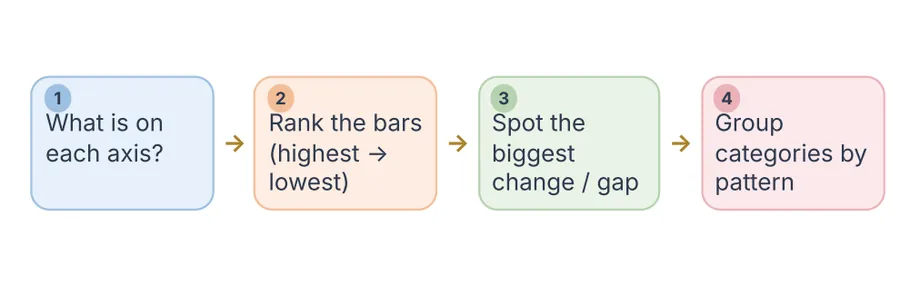 1
What is on
each axis?
→
2
Rank the bars
(highest →
lowest)
→
3
Spot the
biggest
change / gap
→
4
Group
categories by
pattern